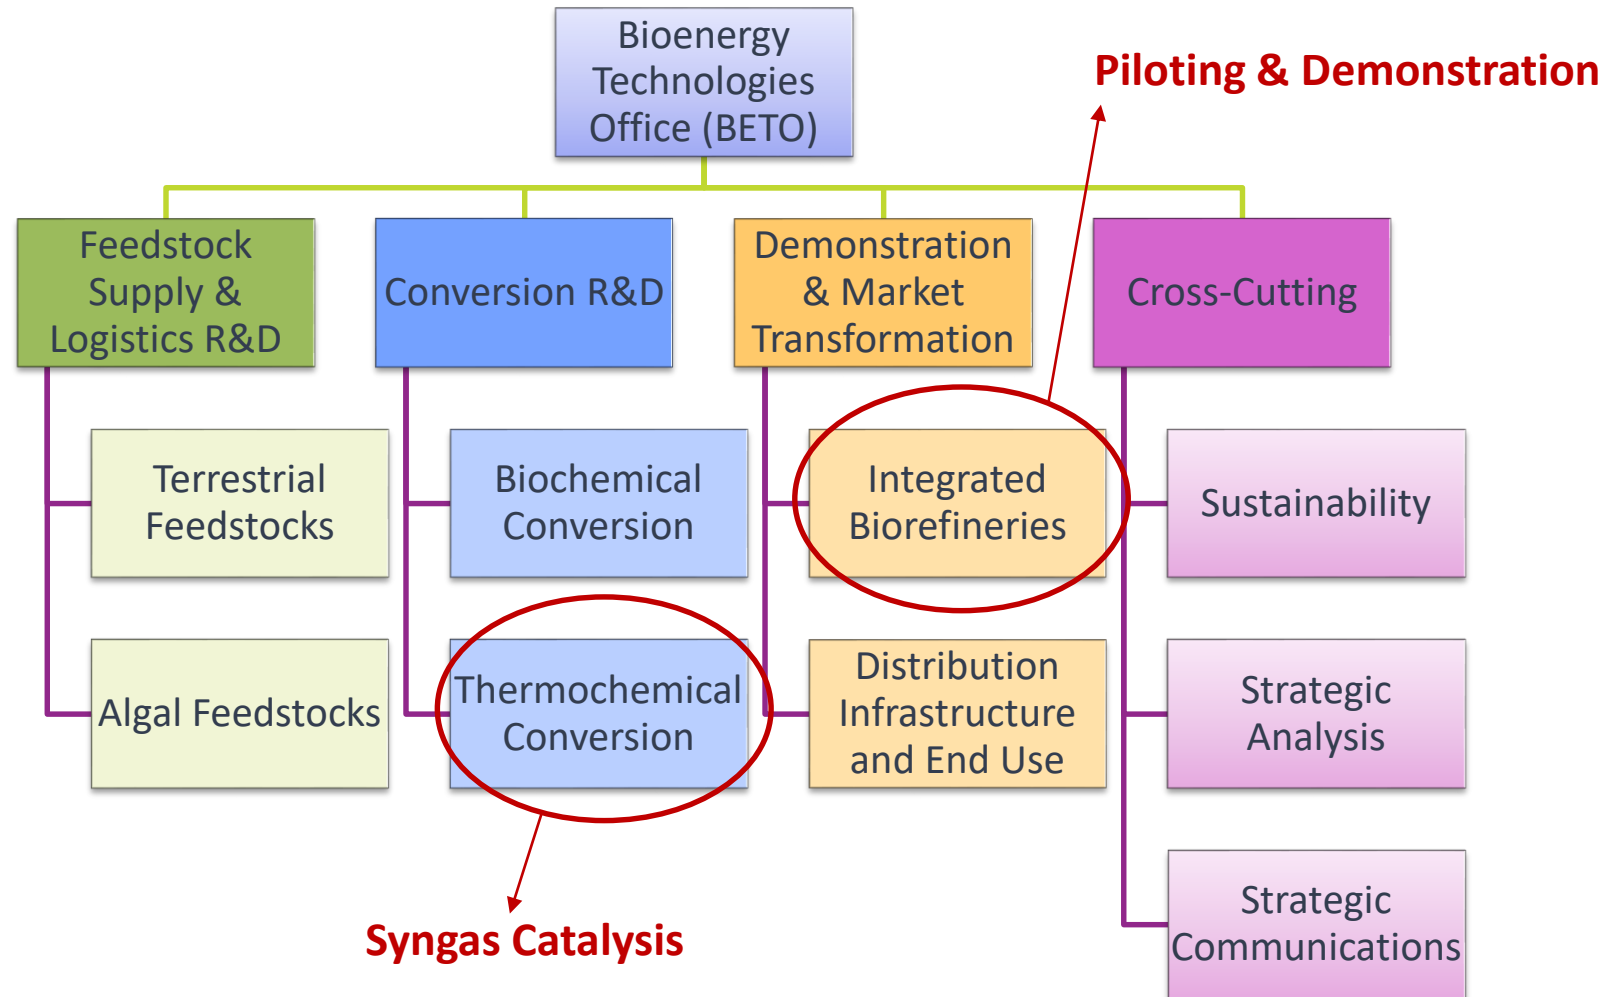 Bioenergy
Technologies
Office (BETO)
Piloting & Demonstration
Feedstock
Supply &
Logistics R&D
Conversion R&D
Demonstration
& Market
Transformation
Cross-Cutting
Terrestrial
Feedstocks
Biochemical
Conversion
Integrated
Biorefineries
Sustainability
Algal Feedstocks
Thermochemical
Conversion
Distribution
Infrastructure
and End Use
Strategic
Analysis
Syngas Catalysis
Strategic
Communications